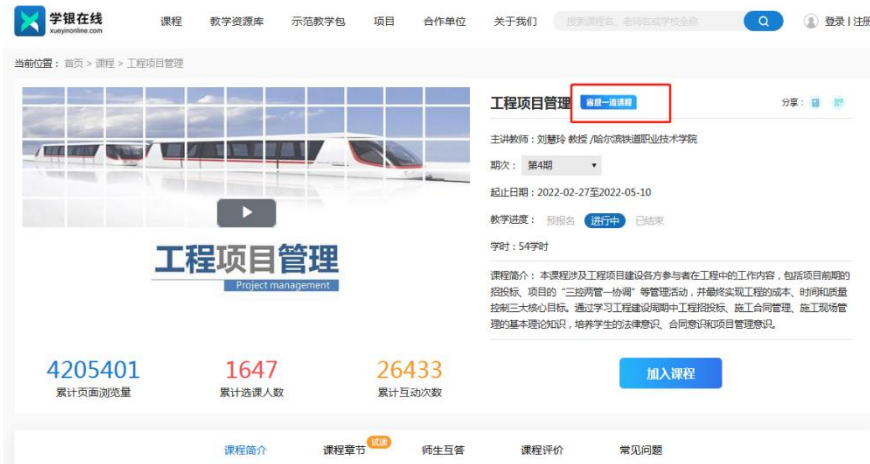 学银在线
xueyinonline.com
课程 教学资源库 示范教学包 项目 合作单位 关于我们 搜索课程名、老师名或学校全称 登录 | 注册
当前位置： 首页 > 课程 > 工程项目管理
工程项目管理 省级一流课程 分享：
主讲教师：刘慧玲 教授 /哈尔滨铁道职业技术学院
期次： 第4期
起止日期：2022-02-27至2022-05-10
教学进度： 预报名 进行中 已结束
学时：54学时
课程简介： 本课程涉及工程项目建设各方参与者在工程中的工作内容，包括项目前期的
招投标、项目的“三控两管一协调”等管理活动，并最终实现工程的成本、时间和质量
控制三大核心目标。通过学习工程建设周期中工程招投标、施工合同管理、施工现场管
理的基本理论知识，培养学生的法律意识、合同意识和项目管理意识。
工程项目管理
Project management
4205401 1647 26433
累计页面浏览量 累计选课人数 累计互动次数
加入课程
课程简介 课程章节 试读 师生互答 课程评价 常见问题